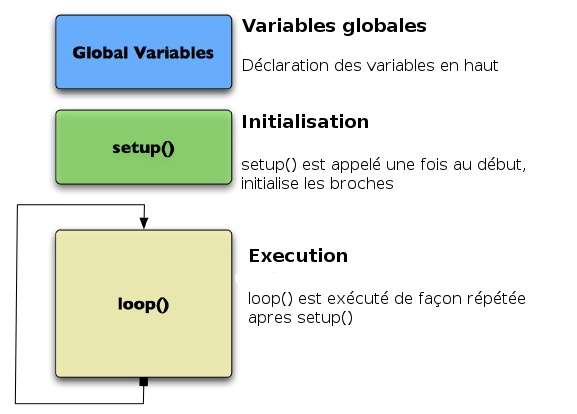 Global Variables
Variables globales
Déclaration des variables en haut
setup()
Initialisation
setup() est appelé une fois au début,
initialise les broches
loop()
Execution
loop() est exécuté de façon répétée
apres setup()